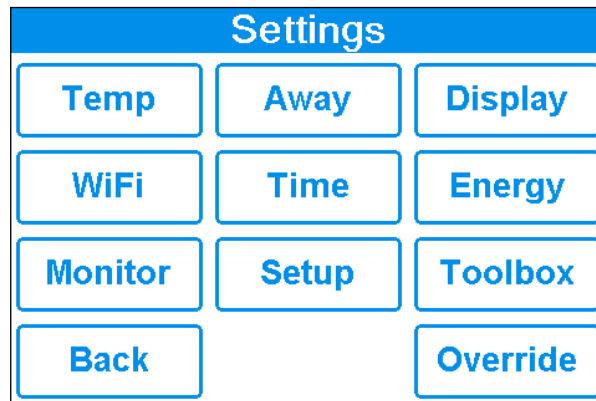 Settings
Temp Away Display
WiFi Time Energy
Monitor Setup Toolbox
Back Override